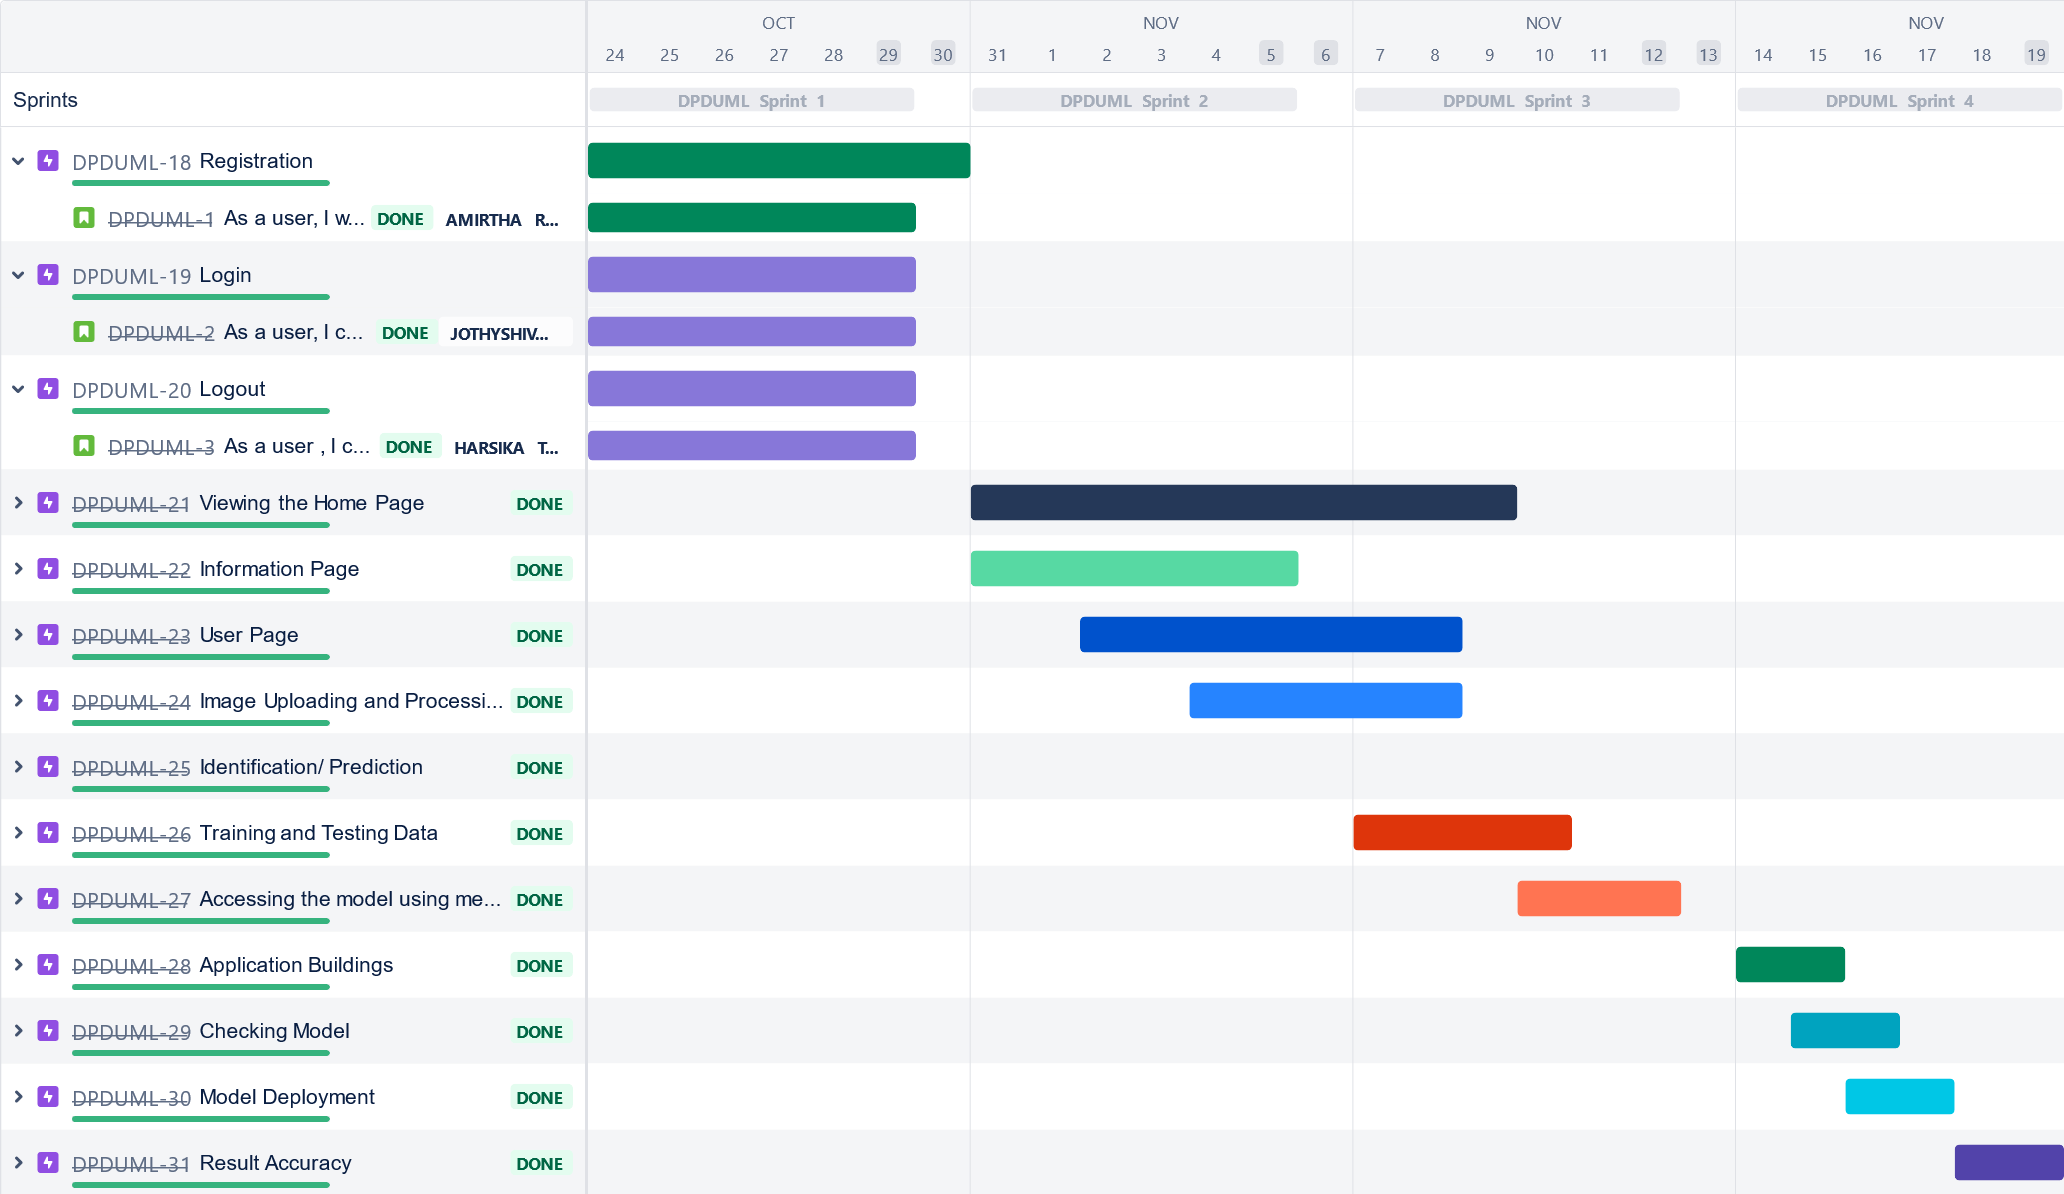 OCT NOV NOV NOV
24 25 26 27 28 29 30 31 1 2 3 4 5 6 7 8 9 10 11 12 13 14 15 16 17 18 19
Sprints DPDUML Sprint 1 DPDUML Sprint 2 DPDUML Sprint 3 DPDUML Sprint 4
DPDUML-18 Registration
DPDUML-1 As a user, I w... DONE AMIRTHA R...
DPDUML-19 Login
DPDUML-2 As a user, I c... DONE JOTHYSHIV...
DPDUML-20 Logout
DPDUML-3 As a user , I c... DONE HARSIKA T...
DPDUML-21 Viewing the Home Page DONE
DPDUML-22 Information Page DONE
DPDUML-23 User Page DONE
DPDUML-24 Image Uploading and Processi... DONE
DPDUML-25 Identification/ Prediction DONE
DPDUML-26 Training and Testing Data DONE
DPDUML-27 Accessing the model using me... DONE
DPDUML-28 Application Buildings DONE
DPDUML-29 Checking Model DONE
DPDUML-30 Model Deployment DONE
DPDUML-31 Result Accuracy DONE